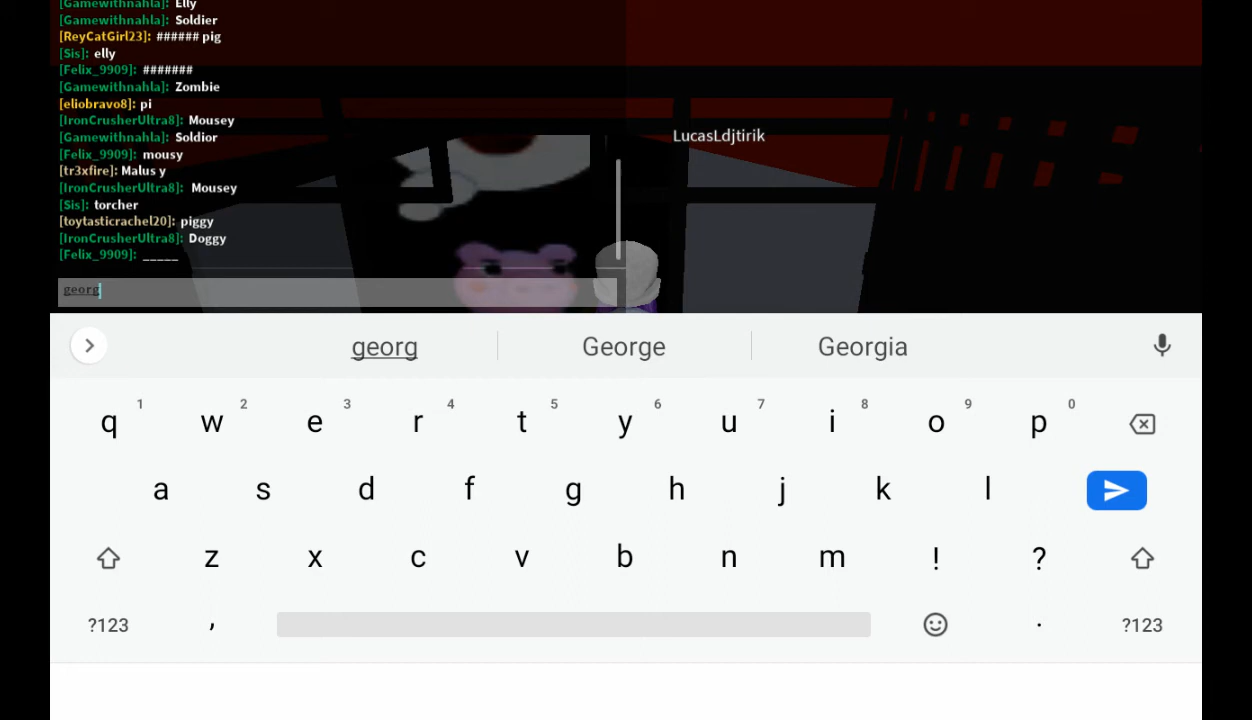 [Gamewithnahla]: Elly
[Gamewithnahla]: Soldier
[ReyCatGirl23]: ###### pig
[Sis]: elly
[Felix_9909]: #######
[Gamewithnahla]: Zombie
[eliobravo8]: pi
[IronCrusherUltra8]: Mousey
[Gamewithnahla]: Soldior
[Felix_9909]: mousy
[tr3xfire]: Malus y
[IronCrusherUltra8]: Mousey
[Sis]: torcher
[toytasticrachel20]: piggy
[IronCrusherUltra8]: Doggy
[Felix_9909]: _____
LucasLdjtirik
georg
georg George Georgia
q 1 w 2 e 3 r 4 t 5 y 6 u 7 i 8 o 9 p 0
a s d f g h j k l
z x c v b n m ! ?
?123 , . ?123